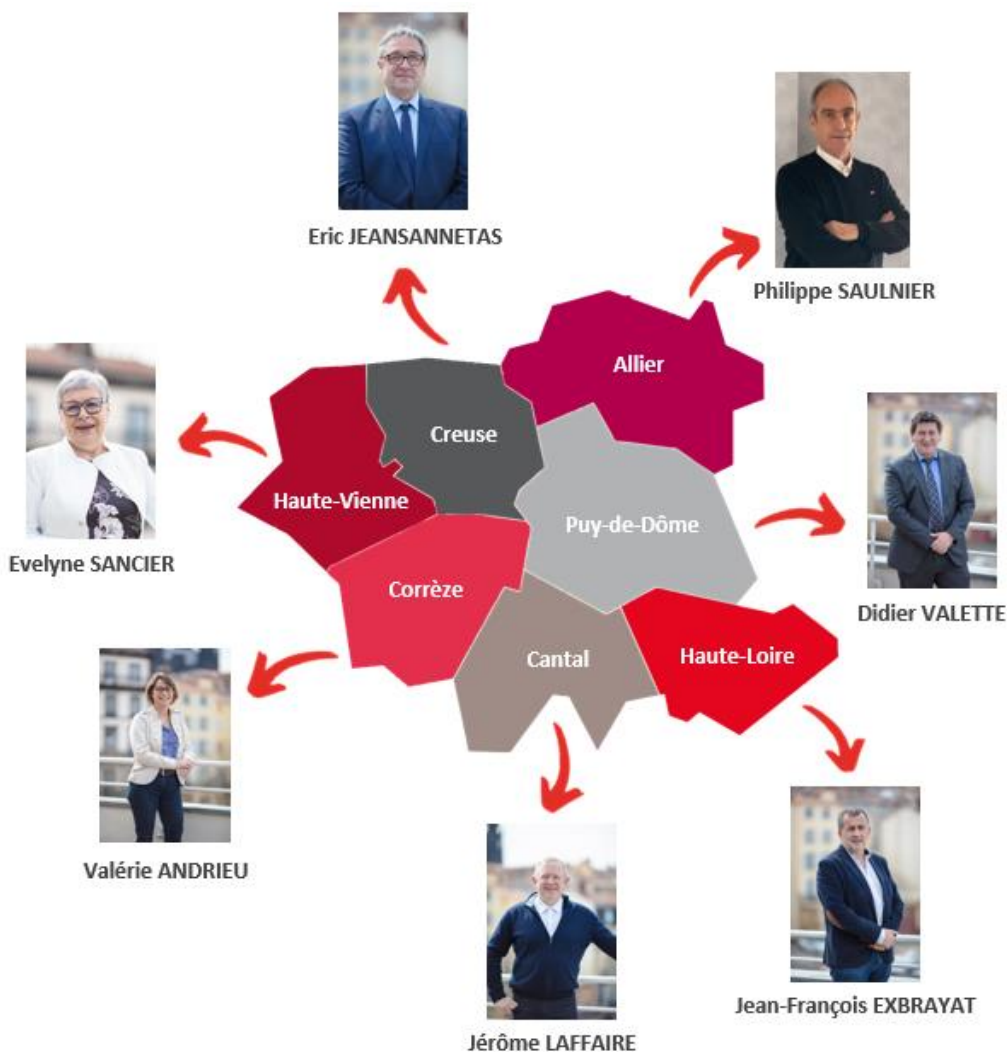 Eric JEANSANNETAS
Philippe SAULNIER
Allier
Creuse
Haute-Vienne
Puy-de-Dôme
Evelyne SANCIER
Corrèze
Didier VALETTE
Cantal
Haute-Loire
Valérie ANDRIEU
Jean-François EXBRAYAT
Jérôme LAFFAIRE